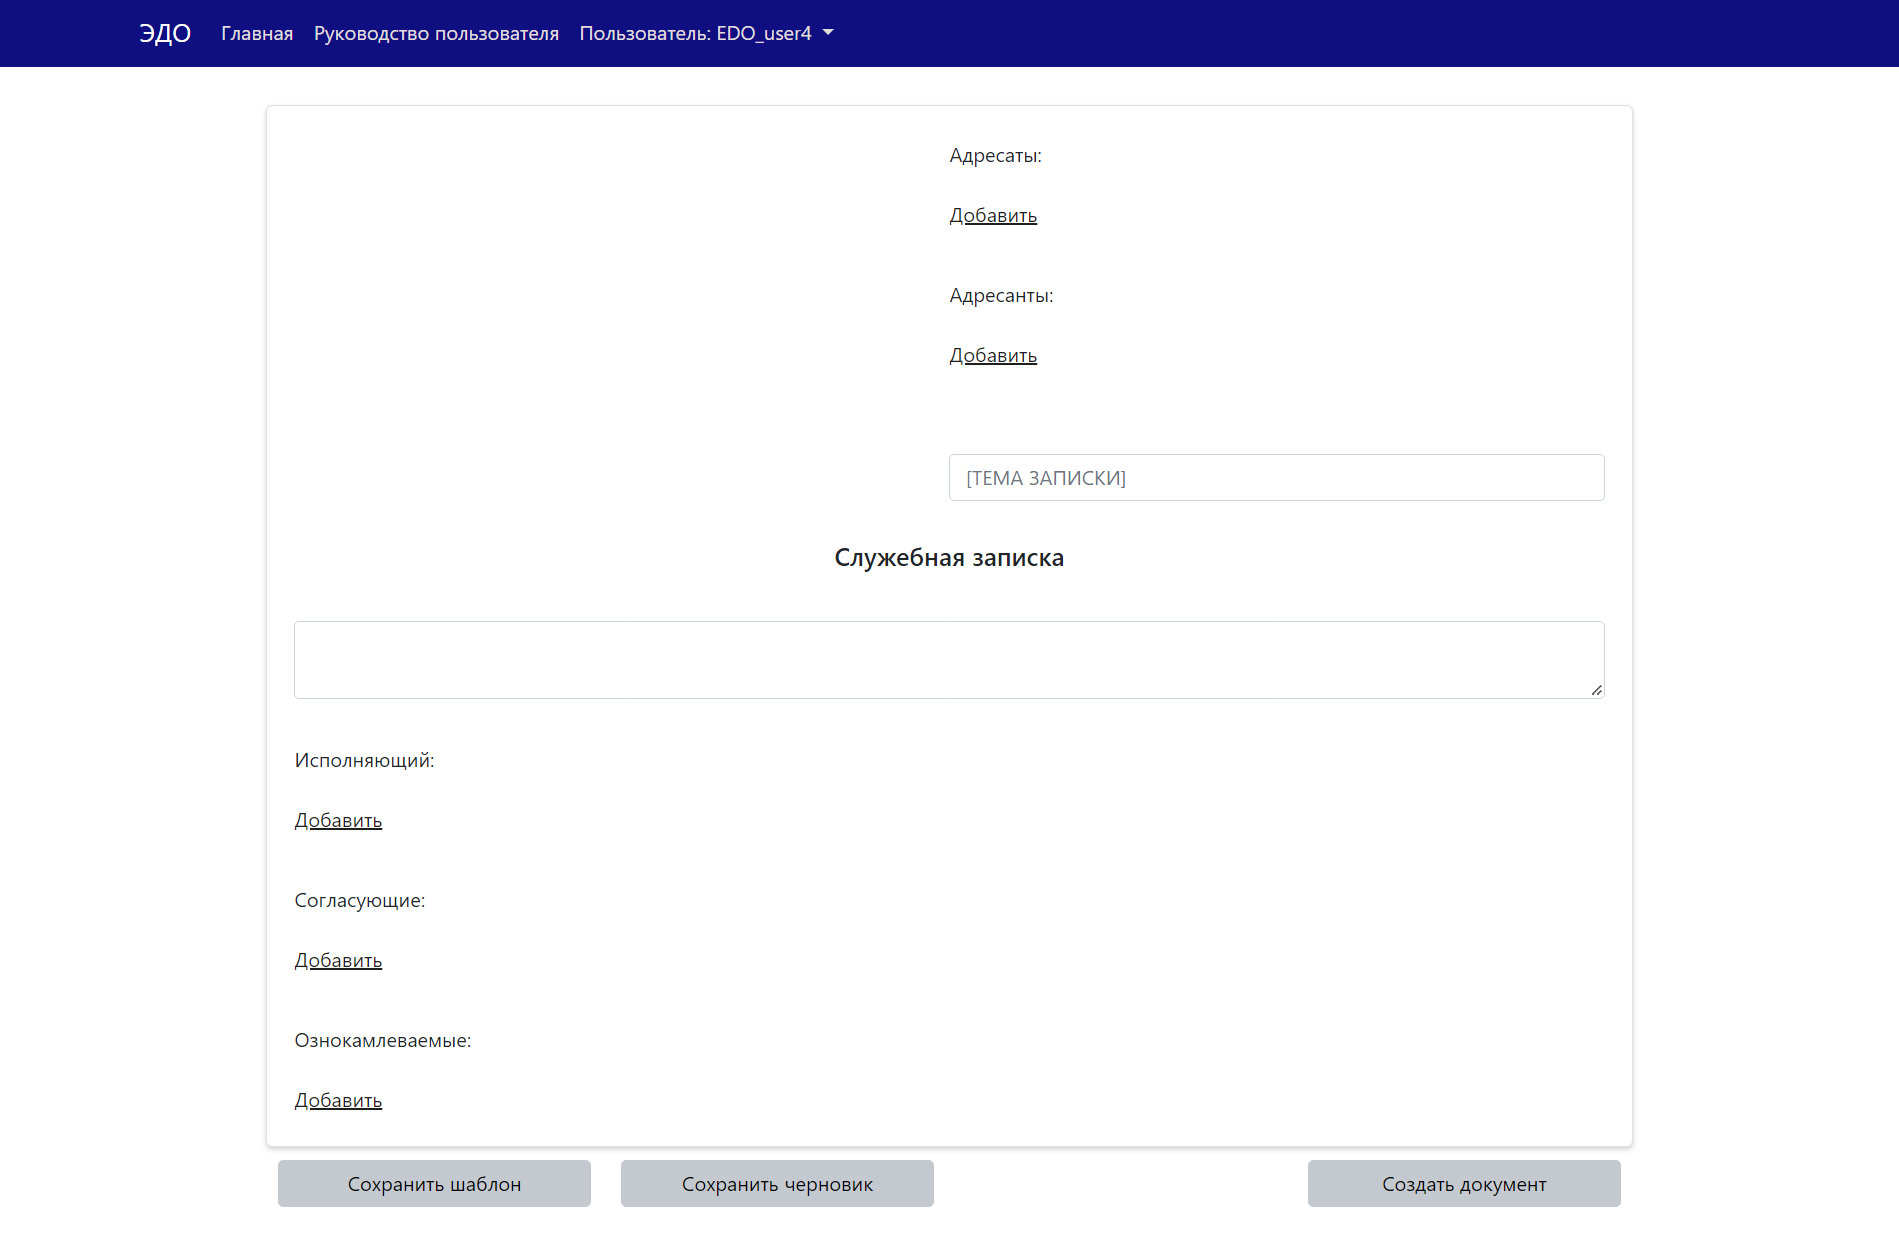 ЭДО Главная Руководство пользователя Пользователь: EDO_user4
Адресаты:
Добавить
Адресанты:
Добавить
[ТЕМА ЗАПИСКИ]
Служебная записка
Исполняющий:
Добавить
Согласующие:
Добавить
Ознокамлеваемые:
Добавить
Сохранить шаблон Сохранить черновик Создать документ